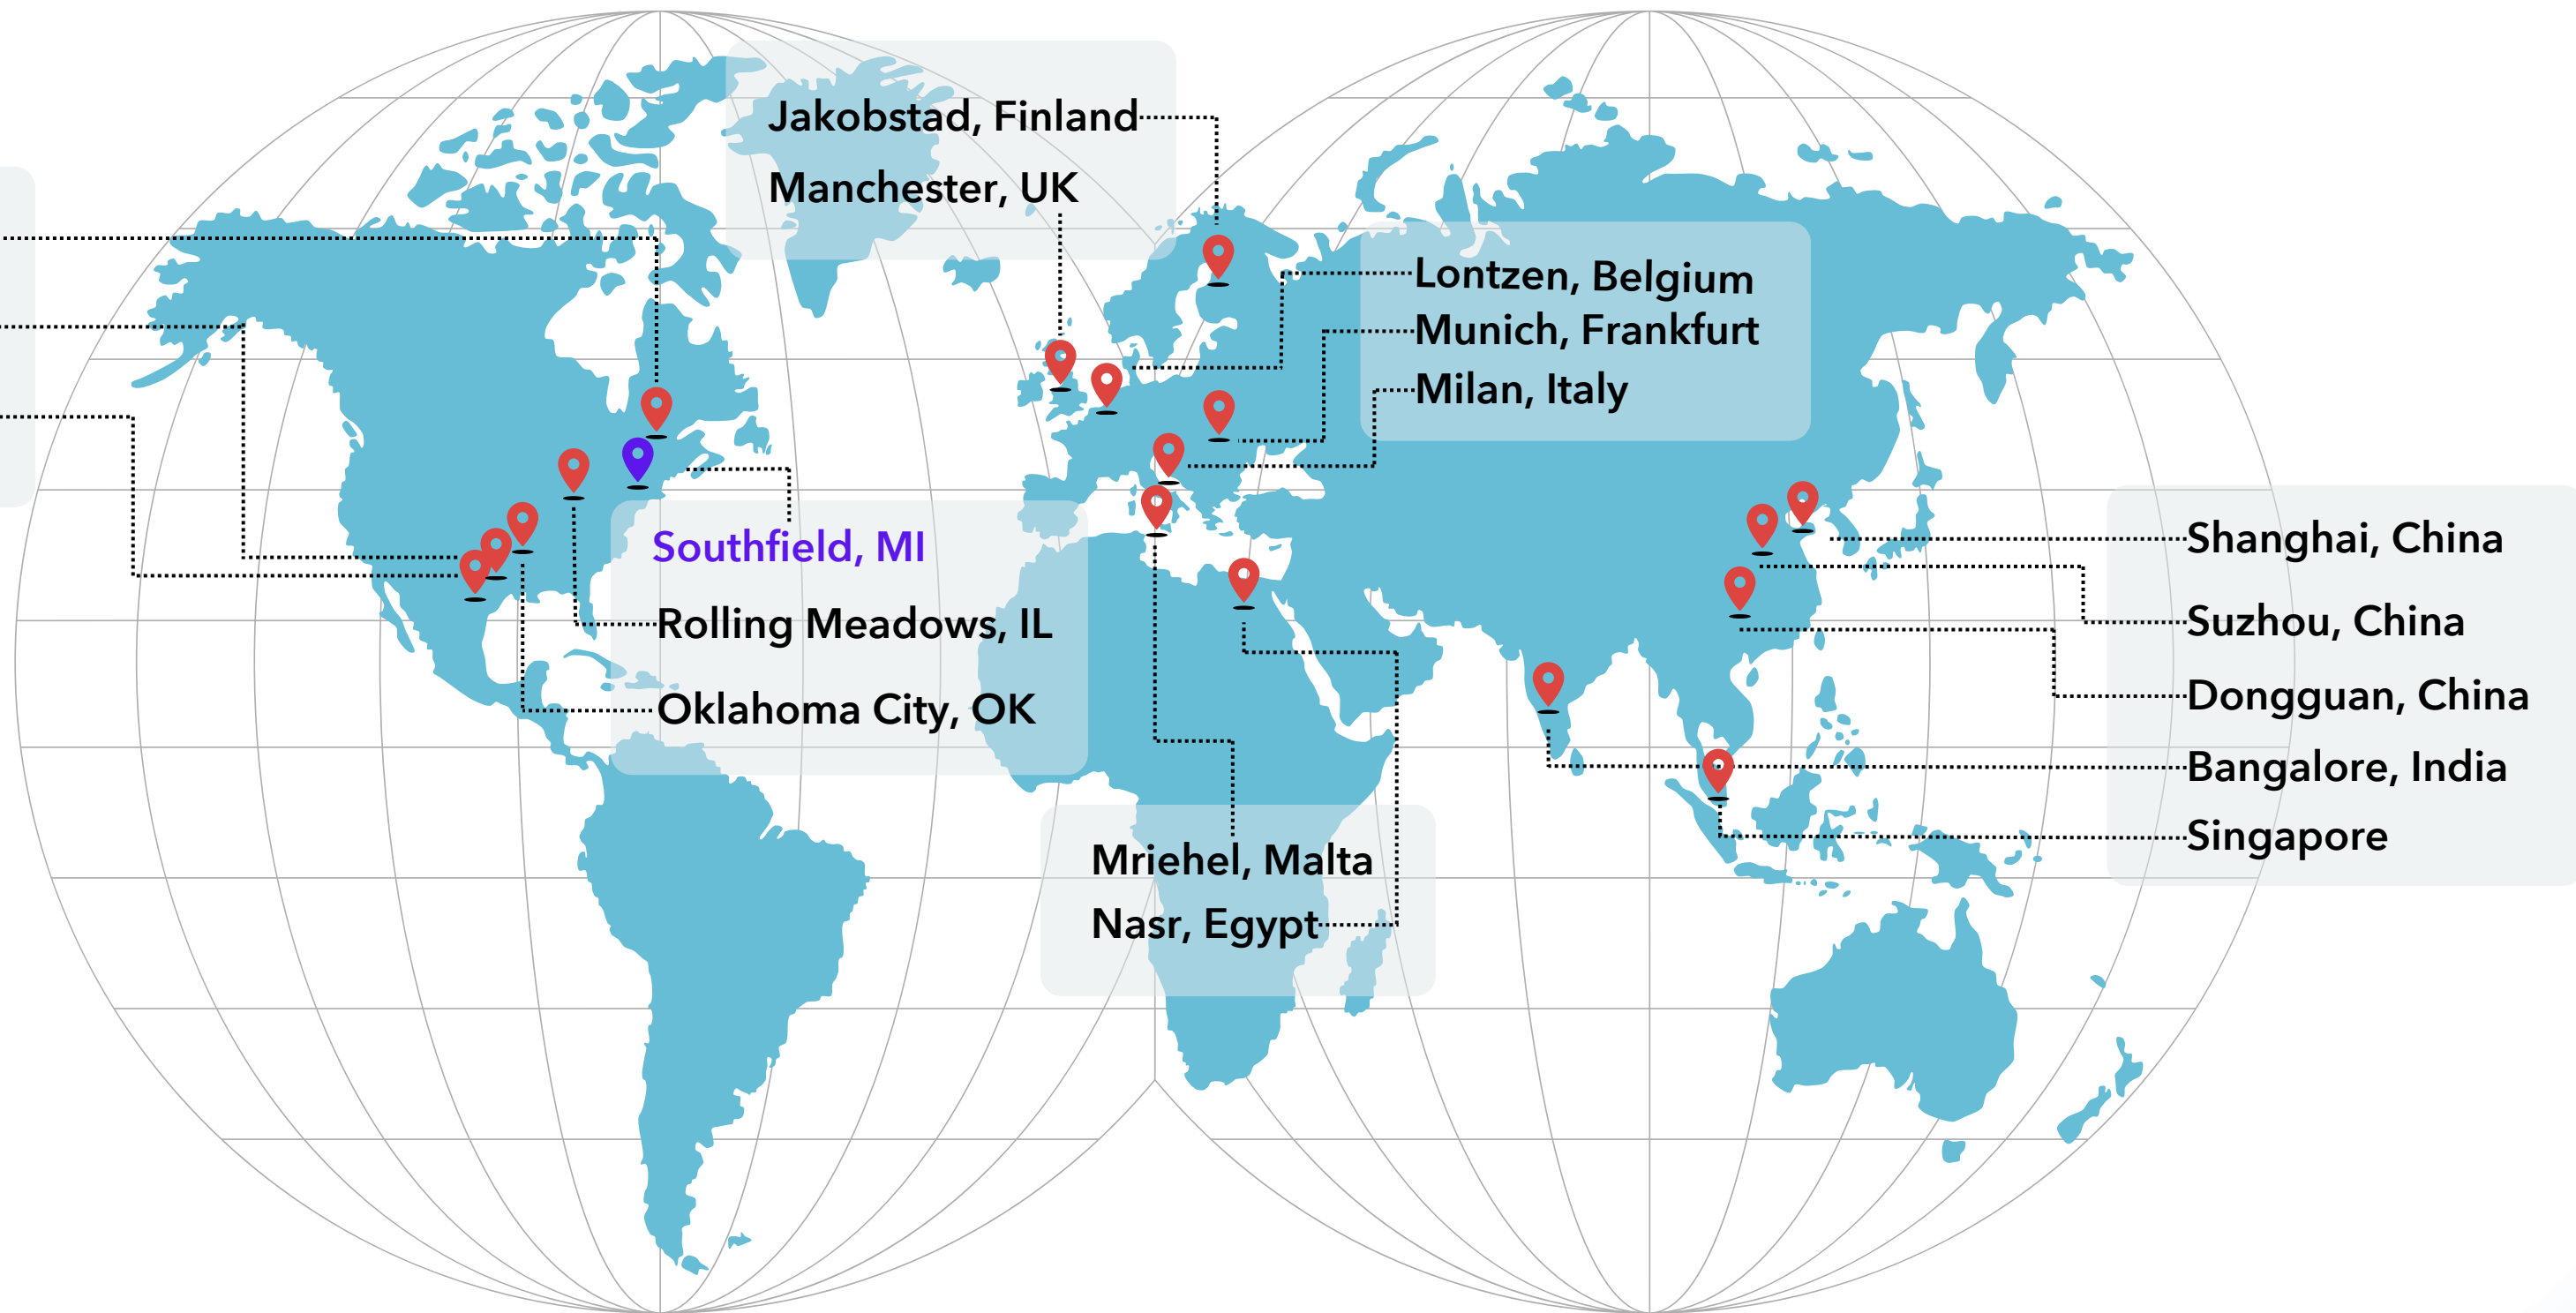 Jakobstad, Finland
Manchester, UK
Lontzen, Belgium
Munich, Frankfurt
Milan, Italy
Southfield, MI
Rolling Meadows, IL
Oklahoma City, OK
Shanghai, China
Suzhou, China
Dongguan, China
Bangalore, India
Singapore
Mriehel, Malta
Nasr, Egypt